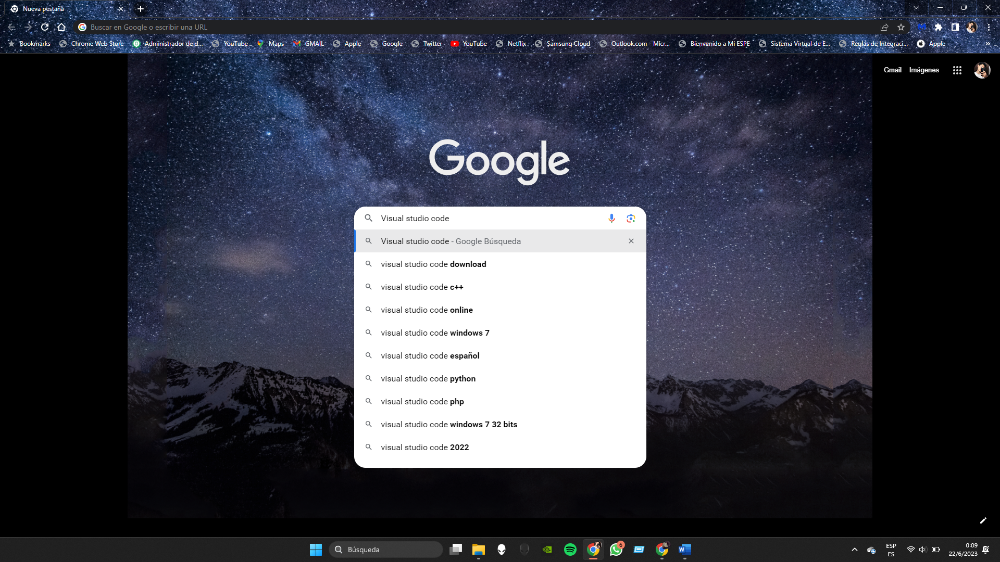 Nueva pestaña
Buscar en Google o escribir una URL
Bookmarks Chrome Web Store Administrador de d... YouTube Maps GMAIL Apple Google Twitter YouTube Netflix Samsung Cloud Outlook.com - Micr... Bienvenido a Mi ESPE Sistema Virtual de E... Reglas de Integraci... Apple »
Gmail Imágenes
Google
Visual studio code
Visual studio code - Google Búsqueda
visual studio code download
visual studio code c++
visual studio code online
visual studio code windows 7
visual studio code español
visual studio code python
visual studio code php
visual studio code windows 7 32 bits
visual studio code 2022
Búsqueda
6
W
ESP
ES
0:09
22/6/2023